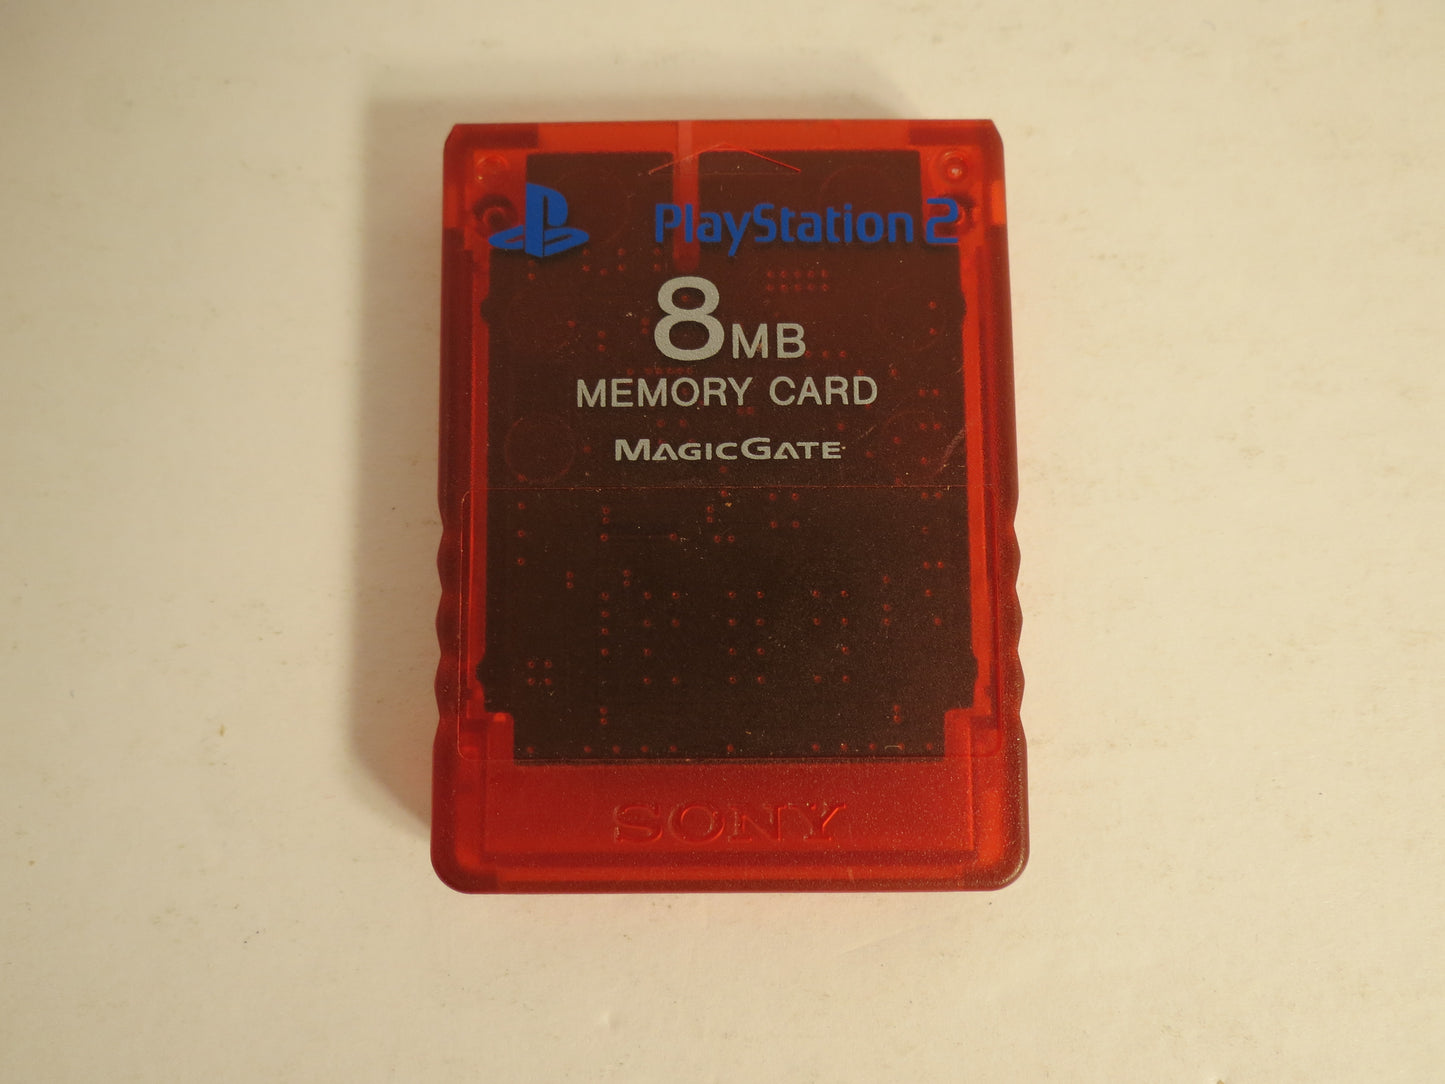 PlayStation 2
8MB
MEMORY CARD
MAGICGATE
SONY